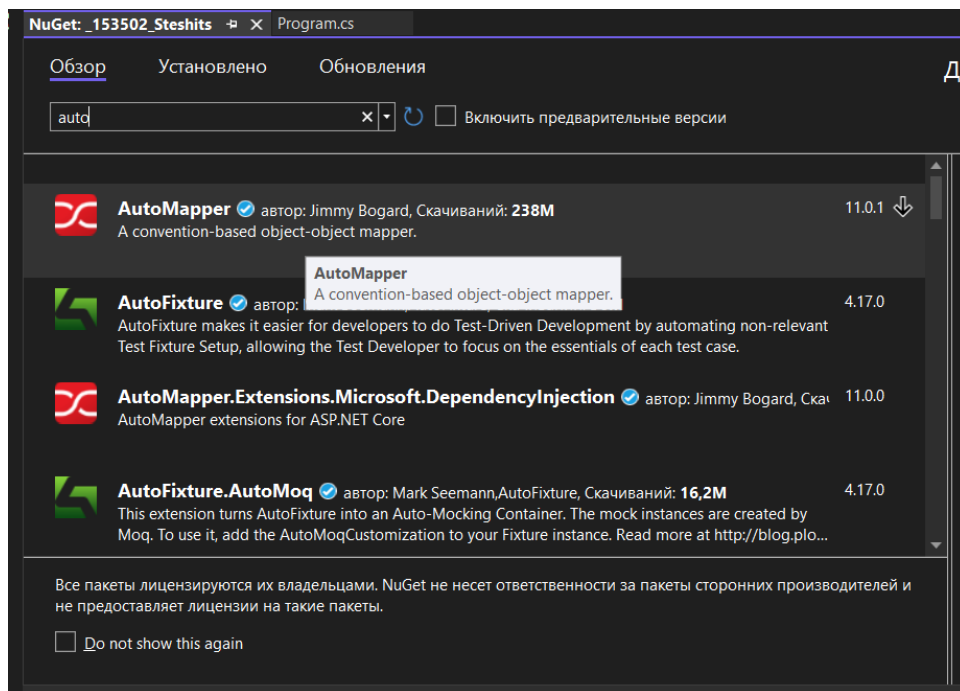 NuGet: _153502_Steshits Program.cs
Обзор Установлено Обновления
Д
auto Включить предварительные версии
AutoMapper автор: Jimmy Bogard, Скачиваний: 238M 11.0.1
A convention-based object-object mapper.
AutoMapper
A convention-based object-object mapper.
AutoFixture автор: 4.17.0
AutoFixture makes it easier for developers to do Test-Driven Development by automating non-relevant
Test Fixture Setup, allowing the Test Developer to focus on the essentials of each test case.
AutoMapper.Extensions.Microsoft.DependencyInjection автор: Jimmy Bogard, Скач 11.0.0
AutoMapper extensions for ASP.NET Core
AutoFixture.AutoMoq автор: Mark Seemann,AutoFixture, Скачиваний: 16,2M 4.17.0
This extension turns AutoFixture into an Auto-Mocking Container. The mock instances are created by
Moq. To use it, add the AutoMoqCustomization to your Fixture instance. Read more at http://blog.plo...
Все пакеты лицензируются их владельцами. NuGet не несет ответственности за пакеты сторонних производителей и
не предоставляет лицензии на такие пакеты.
Do not show this again